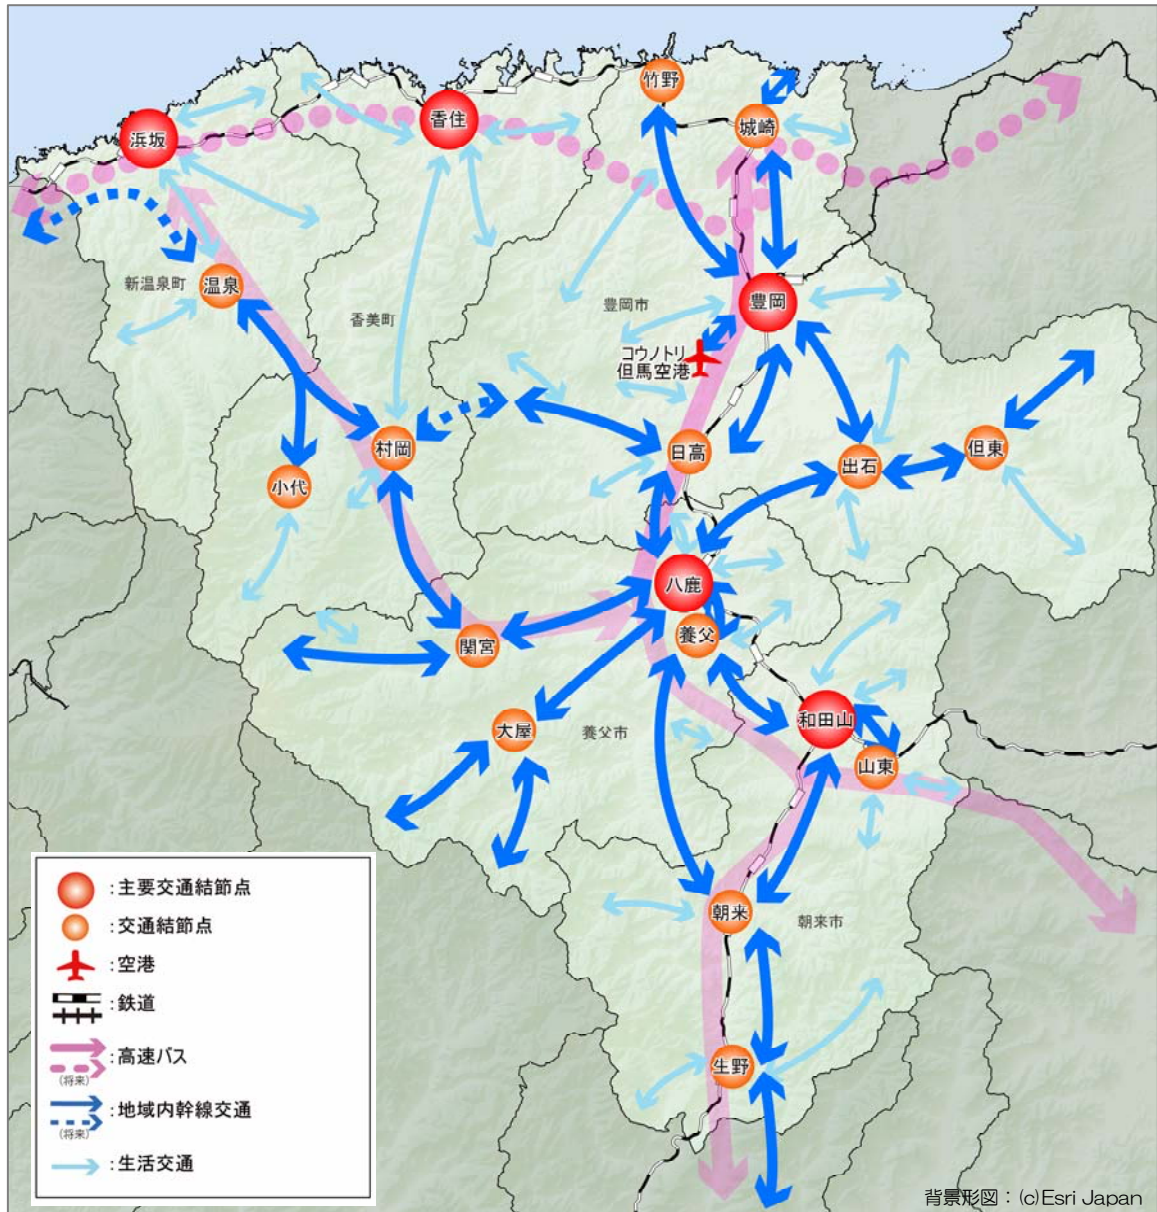 竹野
香住
城崎
浜坂
新温泉町
温泉
香美町
豊岡市
豊岡
コウノトリ
但馬空港
村岡
日高
出石
但東
小代
八鹿
関宮
養父
大屋
養父市
和田山
山東
朝来
朝来市
生野
:主要交通結節点
:交通結節点
:空港
:鉄道
:高速バス
(将来)
:地域内幹線交通
(将来)
:生活交通
背景形図：(c)Esri Japan